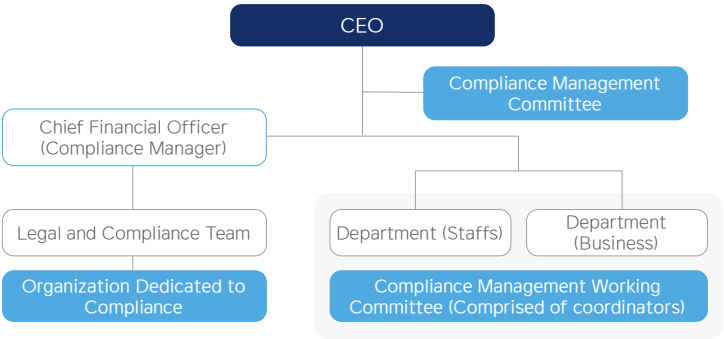 CEO
Compliance Management
Committee
Chief Financial Officer
(Compliance Manager)
Legal and Compliance Team
Organization Dedicated to
Compliance
Department (Staffs)
Department
(Business)
Compliance Management Working
Committee (Comprised of coordinators)